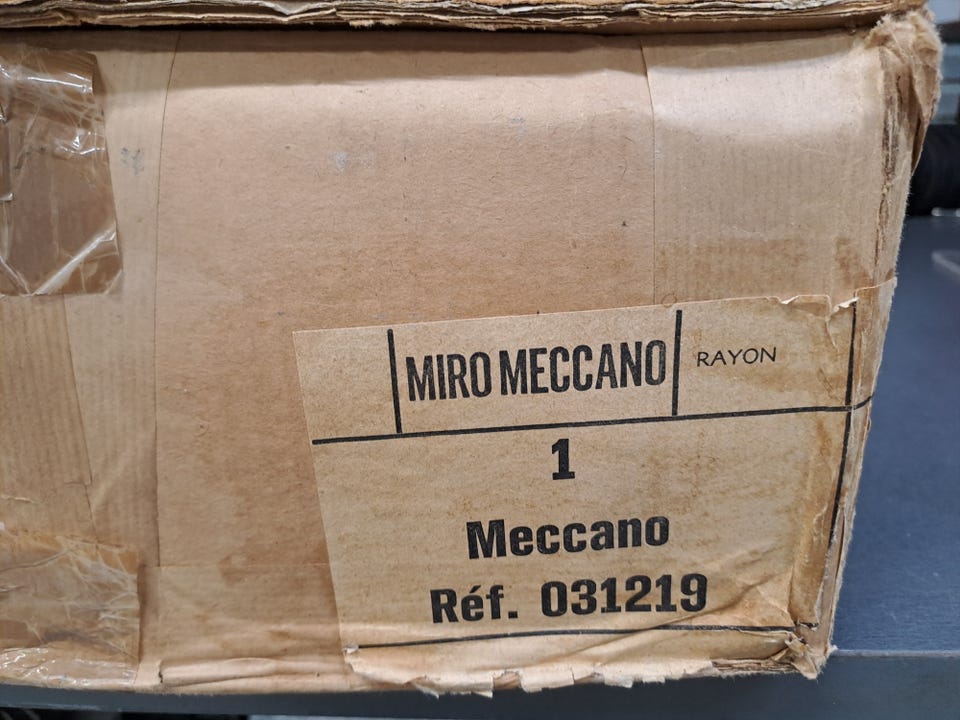 MIRO MECCANO
RAYON
1
Meccano
Réf. 031219